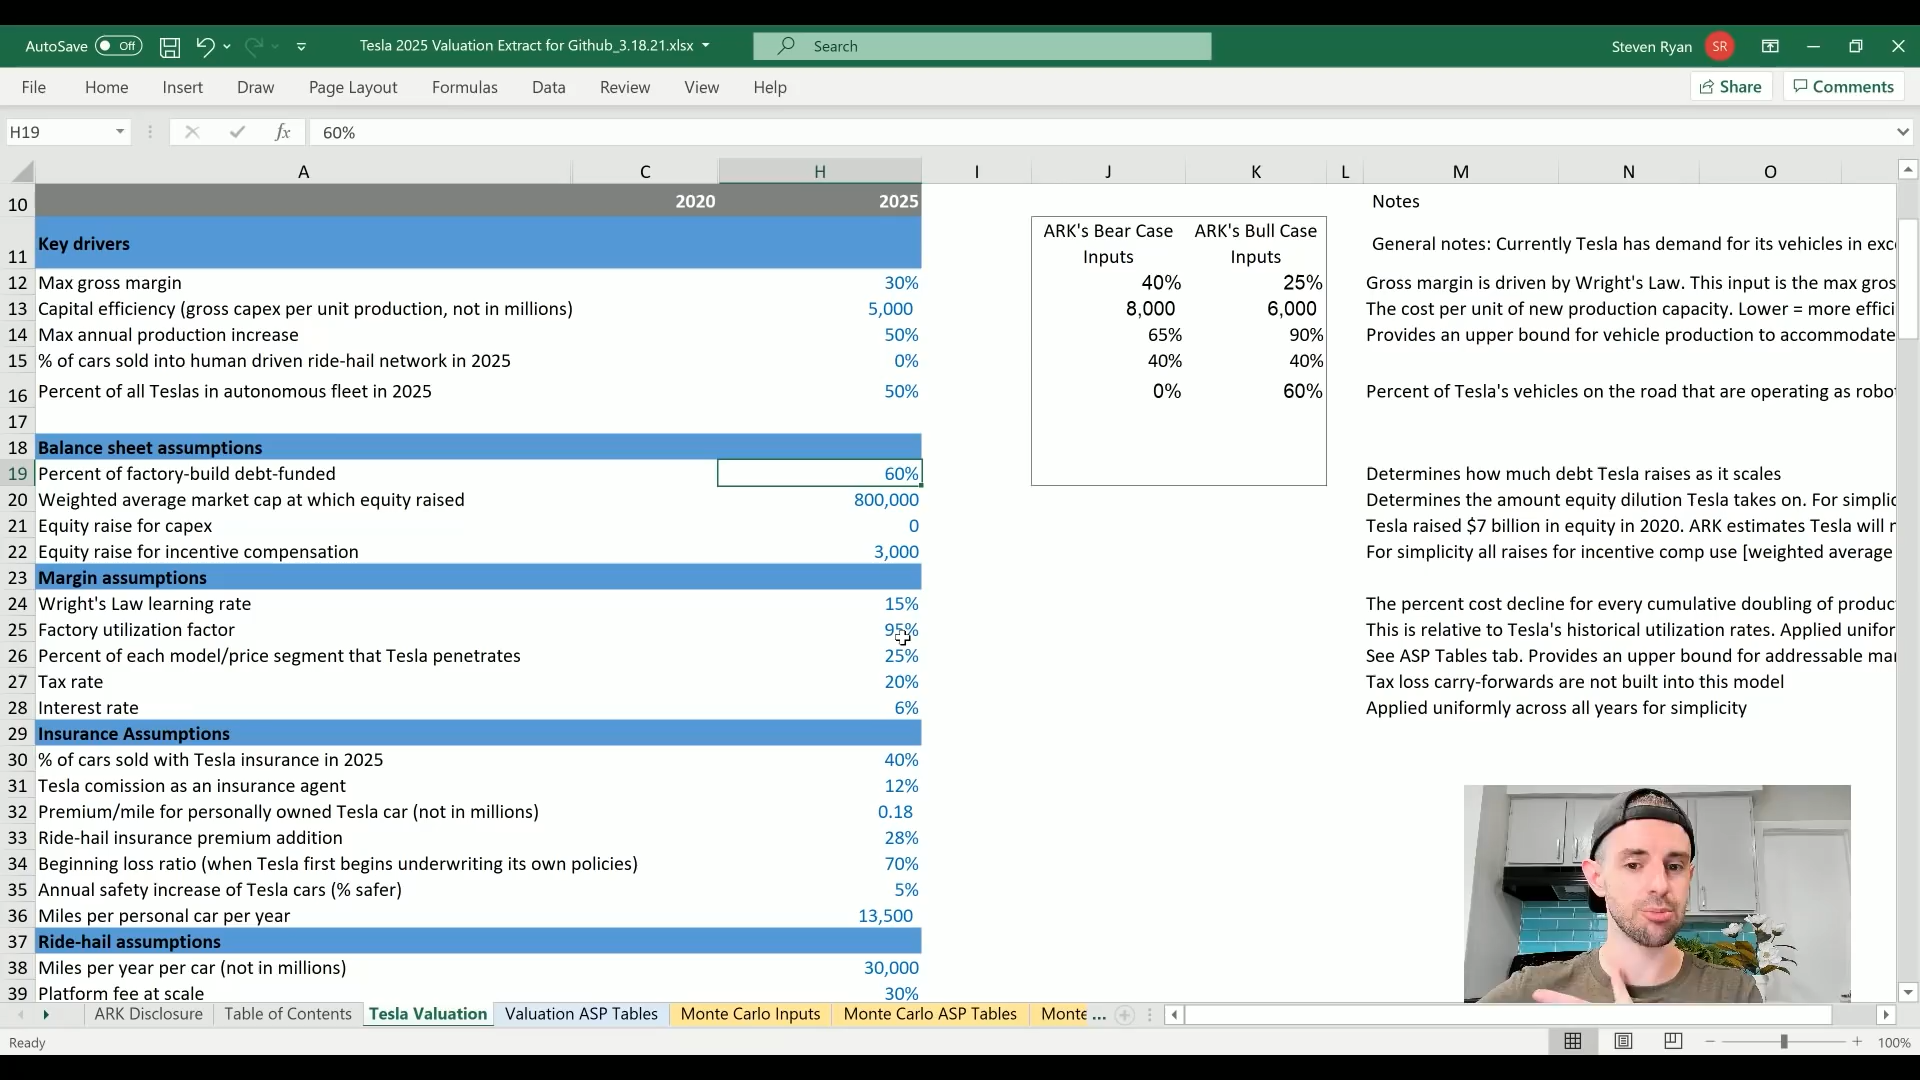 AutoSave Off Tesla 2025 Valuation Extract for Github_3.18.21.xlsx Search Steven Ryan SR
File Home Insert Draw Page Layout Formulas Data Review View Help Share Comments
H19 fx 60%
A C H I J K L M N O
10 2020 2025 Notes
11 Key drivers ARK's Bear Case Inputs ARK's Bull Case Inputs General notes: Currently Tesla has demand for its vehicles in exc
12 Max gross margin 30% 40% 25% Gross margin is driven by Wright's Law. This input is the max gros
13 Capital efficiency (gross capex per unit production, not in millions) 5,000 8,000 6,000 The cost per unit of new production capacity. Lower = more effici
14 Max annual production increase 50% 65% 90% Provides an upper bound for vehicle production to accommodate
15 % of cars sold into human driven ride-hail network in 2025 0% 40% 40%
16 Percent of all Teslas in autonomous fleet in 2025 50% 0% 60% Percent of Tesla's vehicles on the road that are operating as robo
17
18 Balance sheet assumptions
19 Percent of factory-build debt-funded 60% Determines how much debt Tesla raises as it scales
20 Weighted average market cap at which equity raised 800,000 Determines the amount equity dilution Tesla takes on. For simplic
21 Equity raise for capex 0 Tesla raised $7 billion in equity in 2020. ARK estimates Tesla will r
22 Equity raise for incentive compensation 3,000 For simplicity all raises for incentive comp use [weighted average
23 Margin assumptions
24 Wright's Law learning rate 15% The percent cost decline for every cumulative doubling of produc
25 Factory utilization factor 95% This is relative to Tesla's historical utilization rates. Applied unifor
26 Percent of each model/price segment that Tesla penetrates 25% See ASP Tables tab. Provides an upper bound for addressable mar
27 Tax rate 20% Tax loss carry-forwards are not built into this model
28 Interest rate 6% Applied uniformly across all years for simplicity
29 Insurance Assumptions
30 % of cars sold with Tesla insurance in 2025 40%
31 Tesla comission as an insurance agent 12%
32 Premium/mile for personally owned Tesla car (not in millions) 0.18
33 Ride-hail insurance premium addition 28%
34 Beginning loss ratio (when Tesla first begins underwriting its own policies) 70%
35 Annual safety increase of Tesla cars (% safer) 5%
36 Miles per personal car per year 13,500
37 Ride-hail assumptions
38 Miles per year per car (not in millions) 30,000
39 Platform fee at scale 30%
ARK Disclosure Table of Contents Tesla Valuation Valuation ASP Tables Monte Carlo Inputs Monte Carlo ASP Tables Monte ...
Ready 100%